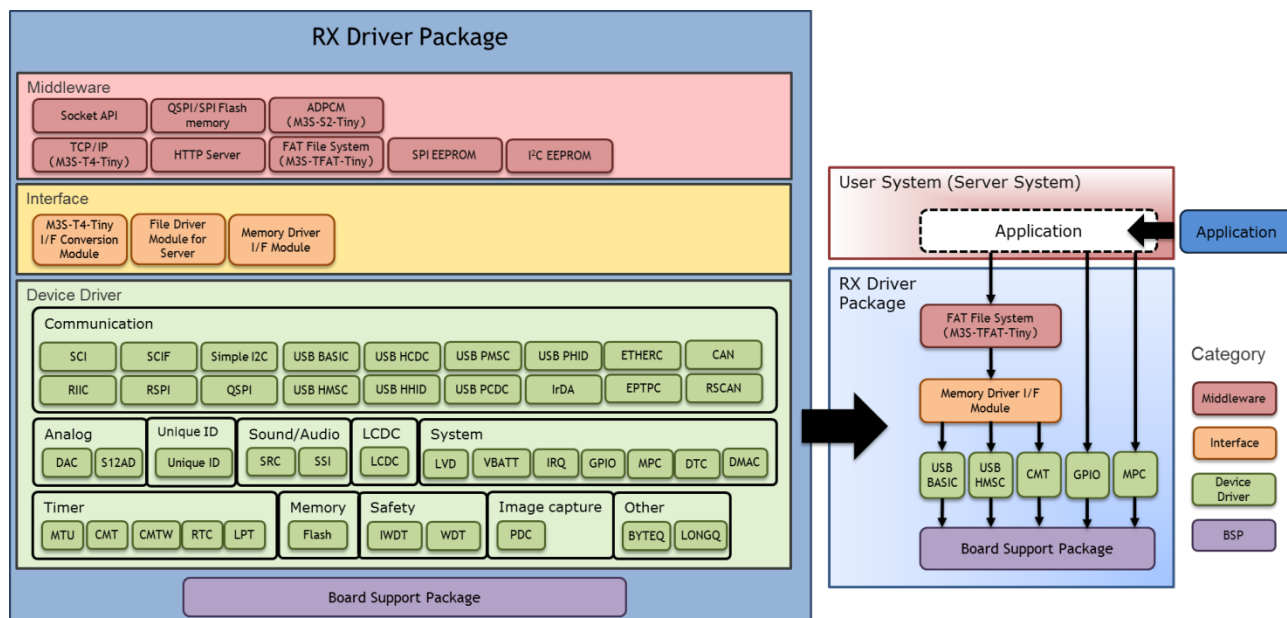 RX Driver Package
Middleware
Socket API
QSPI/SPI Flash
memory
ADPCM
(M3S-S2-Tiny)
TCP/IP
(M3S-T4-Tiny)
HTTP Server
FAT File System
(M3S-TFAT-Tiny)
SPI EEPROM
I²C EEPROM
Interface
M3S-T4-Tiny
I/F Conversion
Module
File Driver
Module for
Server
Memory Driver
I/F Module
Device Driver
Communication
SCI
SCIF
Simple I2C
USB BASIC
USB HCDC
USB PMSC
USB PHID
ETHERC
CAN
RIIC
RSPI
QSPI
USB HMSC
USB HHID
USB PCDC
IrDA
EPTPC
RSCAN
Analog
DAC
S12AD
Unique ID
Unique ID
Sound/Audio
SRC
SSI
LCDC
LCDC
System
LVD
VBATT
IRQ
GPIO
MPC
DTC
DMAC
Timer
MTU
CMT
CMTW
RTC
LPT
Memory
Flash
Safety
IWDT
WDT
Image capture
PDC
Other
BYTEQ
LONGQ
Board Support Package
User System (Server System)
Application
Application
RX Driver
Package
FAT File System
(M3S-TFAT-Tiny)
Memory Driver I/F
Module
USB
BASIC
USB
HMSC
CMT
GPIO
MPC
Board Support Package
Category
Middleware
Interface
Device
Driver
BSP